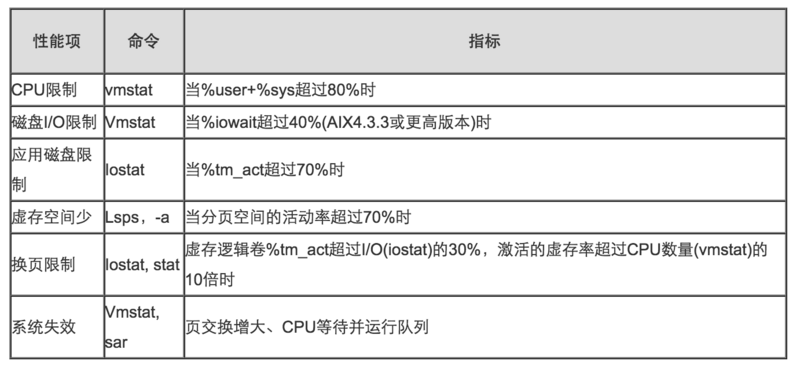 性能项 命令 指标
CPU限制 vmstat 当%user+%sys超过80%时
磁盘I/O限制 Vmstat 当%iowait超过40%(AIX4.3.3或更高版本)时
应用磁盘限
制 Iostat 当%tm_act超过70%时
虚存空间少 Lsps，-a 当分页空间的活动率超过70%时
换页限制 Iostat, stat 虚存逻辑卷%tm_act超过I/O(iostat)的30%，激活的虚存率超过CPU数量(vmstat)的
10倍时
系统失效 Vmstat,
sar 页交换增大、CPU等待并运行队列